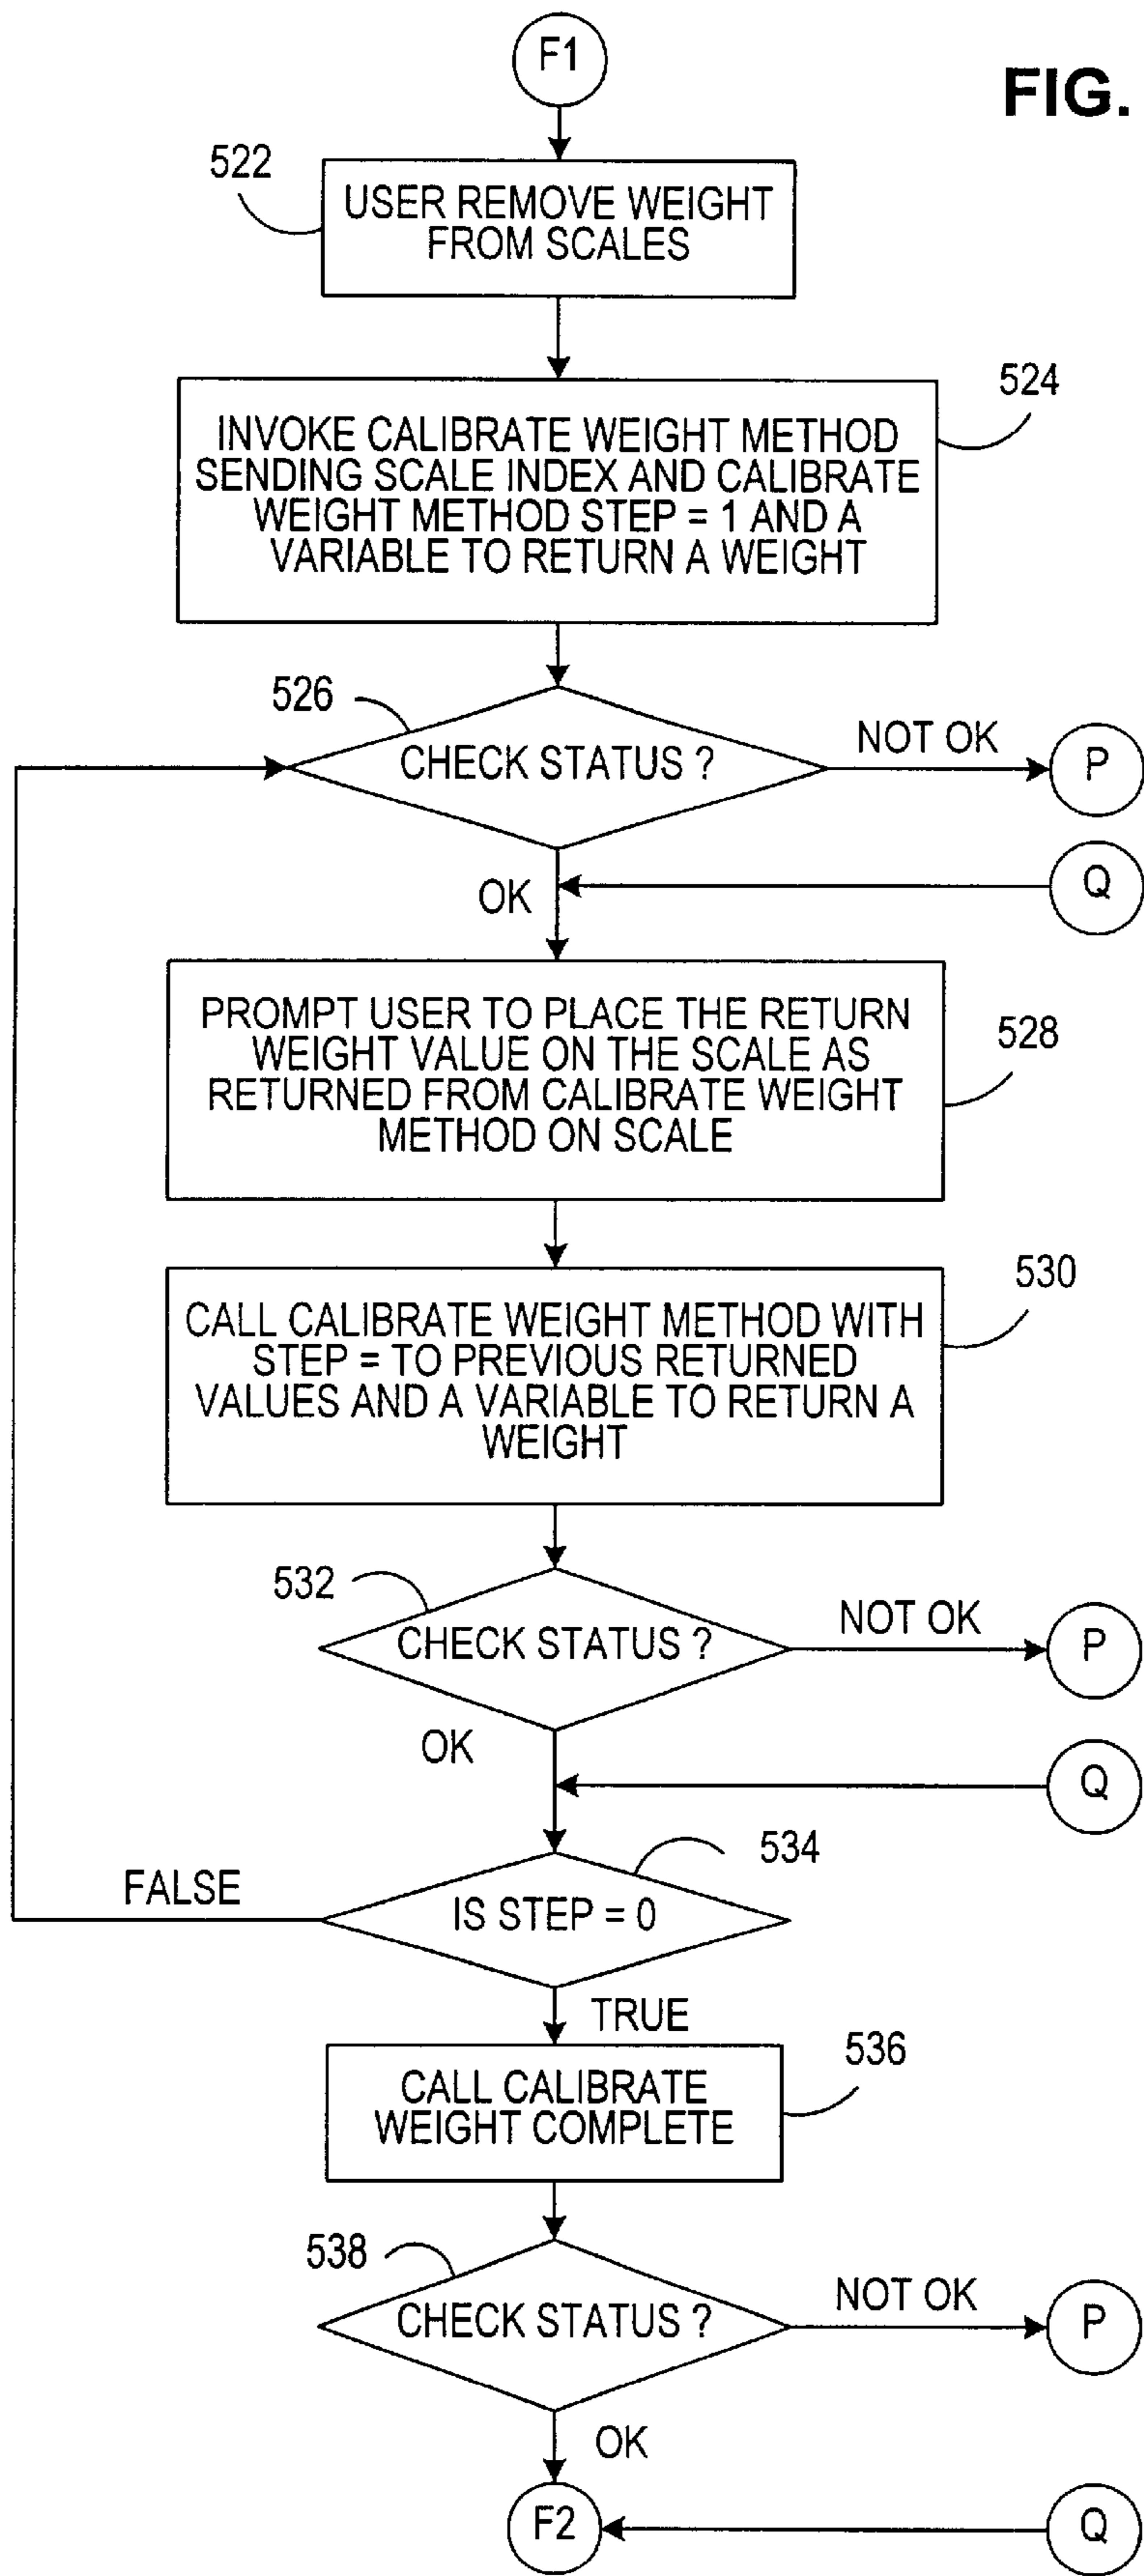 F1
FIG.
522
USER REMOVE WEIGHT
FROM SCALES
524
INVOKE CALIBRATE WEIGHT METHOD
SENDING SCALE INDEX AND CALIBRATE
WEIGHT METHOD STEP = 1 AND A
VARIABLE TO RETURN A WEIGHT
526
CHECK STATUS ?
NOT OK
P
OK
Q
PROMPT USER TO PLACE THE RETURN
WEIGHT VALUE ON THE SCALE AS
RETURNED FROM CALIBRATE WEIGHT
METHOD ON SCALE
528
530
CALL CALIBRATE WEIGHT METHOD WITH
STEP = TO PREVIOUS RETURNED
VALUES AND A VARIABLE TO RETURN A
WEIGHT
532
CHECK STATUS ?
NOT OK
P
OK
Q
534
FALSE
IS STEP = 0
TRUE
536
CALL CALIBRATE
WEIGHT COMPLETE
538
CHECK STATUS ?
NOT OK
P
OK
F2
Q